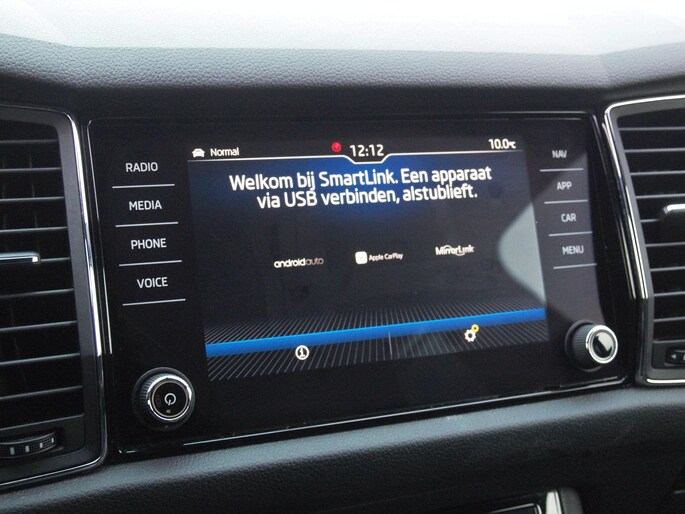 Normal 12:12 10.0°C
RADIO
MEDIA
PHONE
VOICE
Welkom bij SmartLink. Een apparaat
via USB verbinden, alstublieft.
androidauto Apple CarPlay MirrorLink
NAV
APP
CAR
MENU